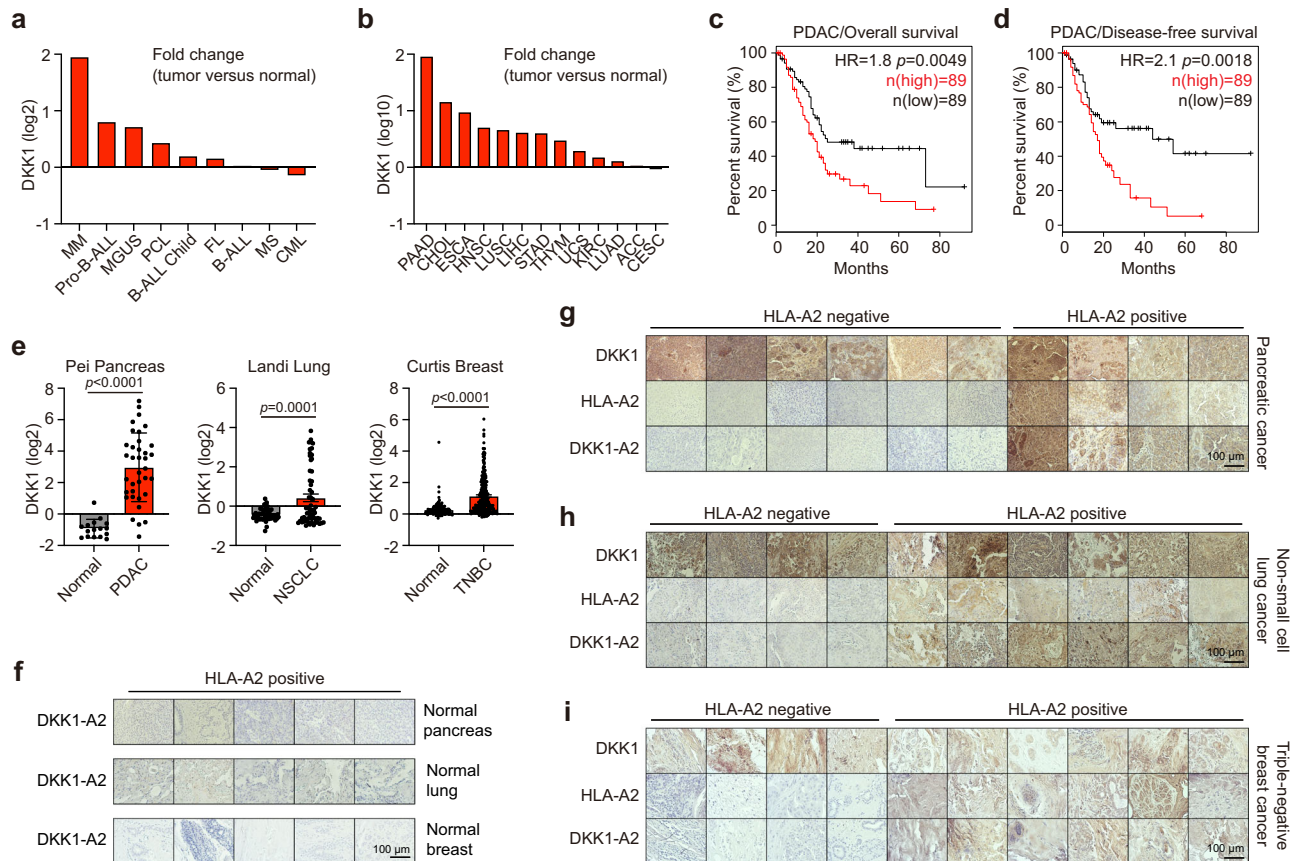 a
Fold change
(tumor versus normal)
DKK1 (log2)
2
1
0
-1
MM
Pro-B-ALL
MGUS
PCL
B-ALL Child
FL
B-ALL
MS
CML
b
Fold change
(tumor versus normal)
DKK1 (log10)
2
1
0
-1
PAAD
CHOL
ESCA
HNSC
LUSC
LIHC
STAD
THYM
UCS
KIRC
LUAD
ACC
CESC
c
PDAC/Overall survival
HR=1.8 p=0.0049
n(high)=89
n(low)=89
Percent survival (%)
100
80
60
40
20
0
0 20 40 60 80
Months
d
PDAC/Disease-free survival
HR=2.1 p=0.0018
n(high)=89
n(low)=89
Percent survival (%)
100
80
60
40
20
0
0 20 40 60 80
Months
e
Pei Pancreas
p<0.0001
DKK1 (log2)
8
6
4
2
0
-2
Normal
PDAC
Landi Lung
p=0.0001
DKK1 (log2)
6
4
2
0
-2
Normal
NSCLC
Curtis Breast
p<0.0001
DKK1 (log2)
8
6
4
2
0
-2
Normal
TNBC
f
HLA-A2 positive
DKK1-A2
Normal
pancreas
DKK1-A2
Normal
lung
DKK1-A2
100 µm
Normal
breast
g
HLA-A2 negative
HLA-A2 positive
DKK1
HLA-A2
DKK1-A2
100 µm
Pancreatic cancer
h
HLA-A2 negative
HLA-A2 positive
DKK1
HLA-A2
DKK1-A2
100 µm
Non-small cell
lung cancer
i
HLA-A2 negative
HLA-A2 positive
DKK1
HLA-A2
DKK1-A2
100 µm
Triple-negative
breast cancer